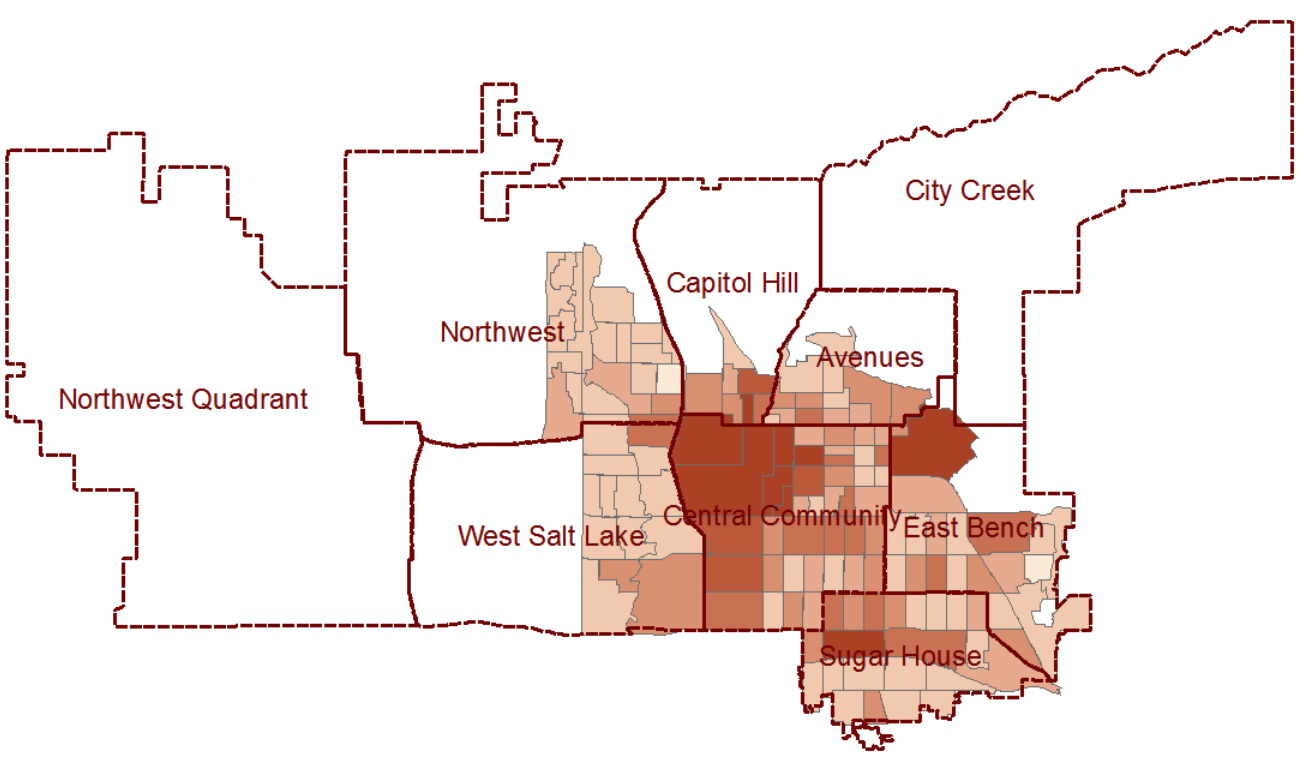 City Creek
Capitol Hill
Northwest
Avenues
Northwest Quadrant
Central Community
East Bench
West Salt Lake
Sugar House